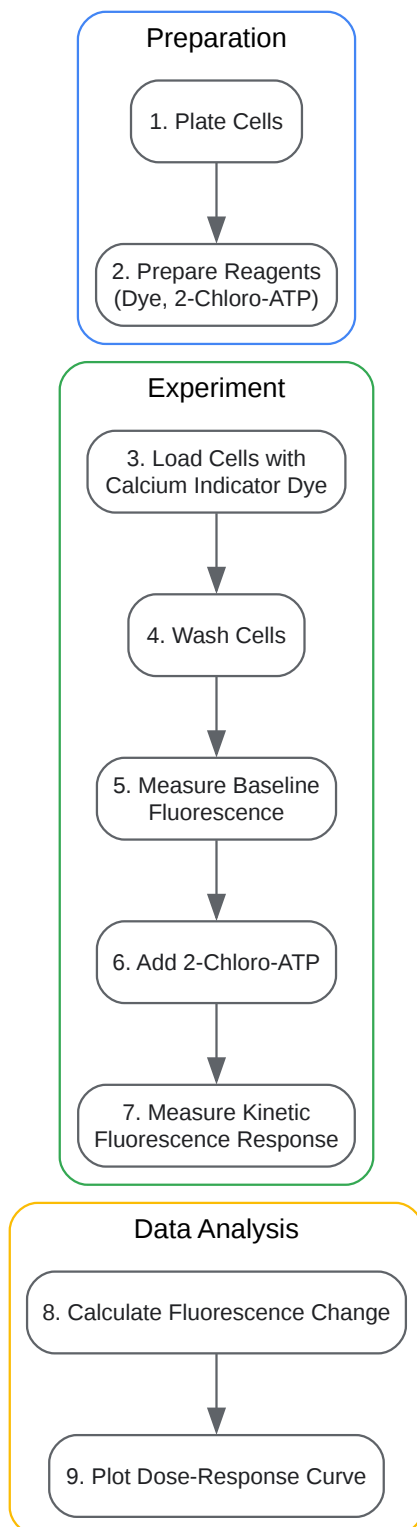 Preparation
1. Plate Cells
2. Prepare Reagents
(Dye, 2-Chloro-ATP)
Experiment
3. Load Cells with
Calcium Indicator Dye
4. Wash Cells
5. Measure Baseline
Fluorescence
6. Add 2-Chloro-ATP
7. Measure Kinetic
Fluorescence Response
Data Analysis
8. Calculate Fluorescence Change
9. Plot Dose-Response Curve